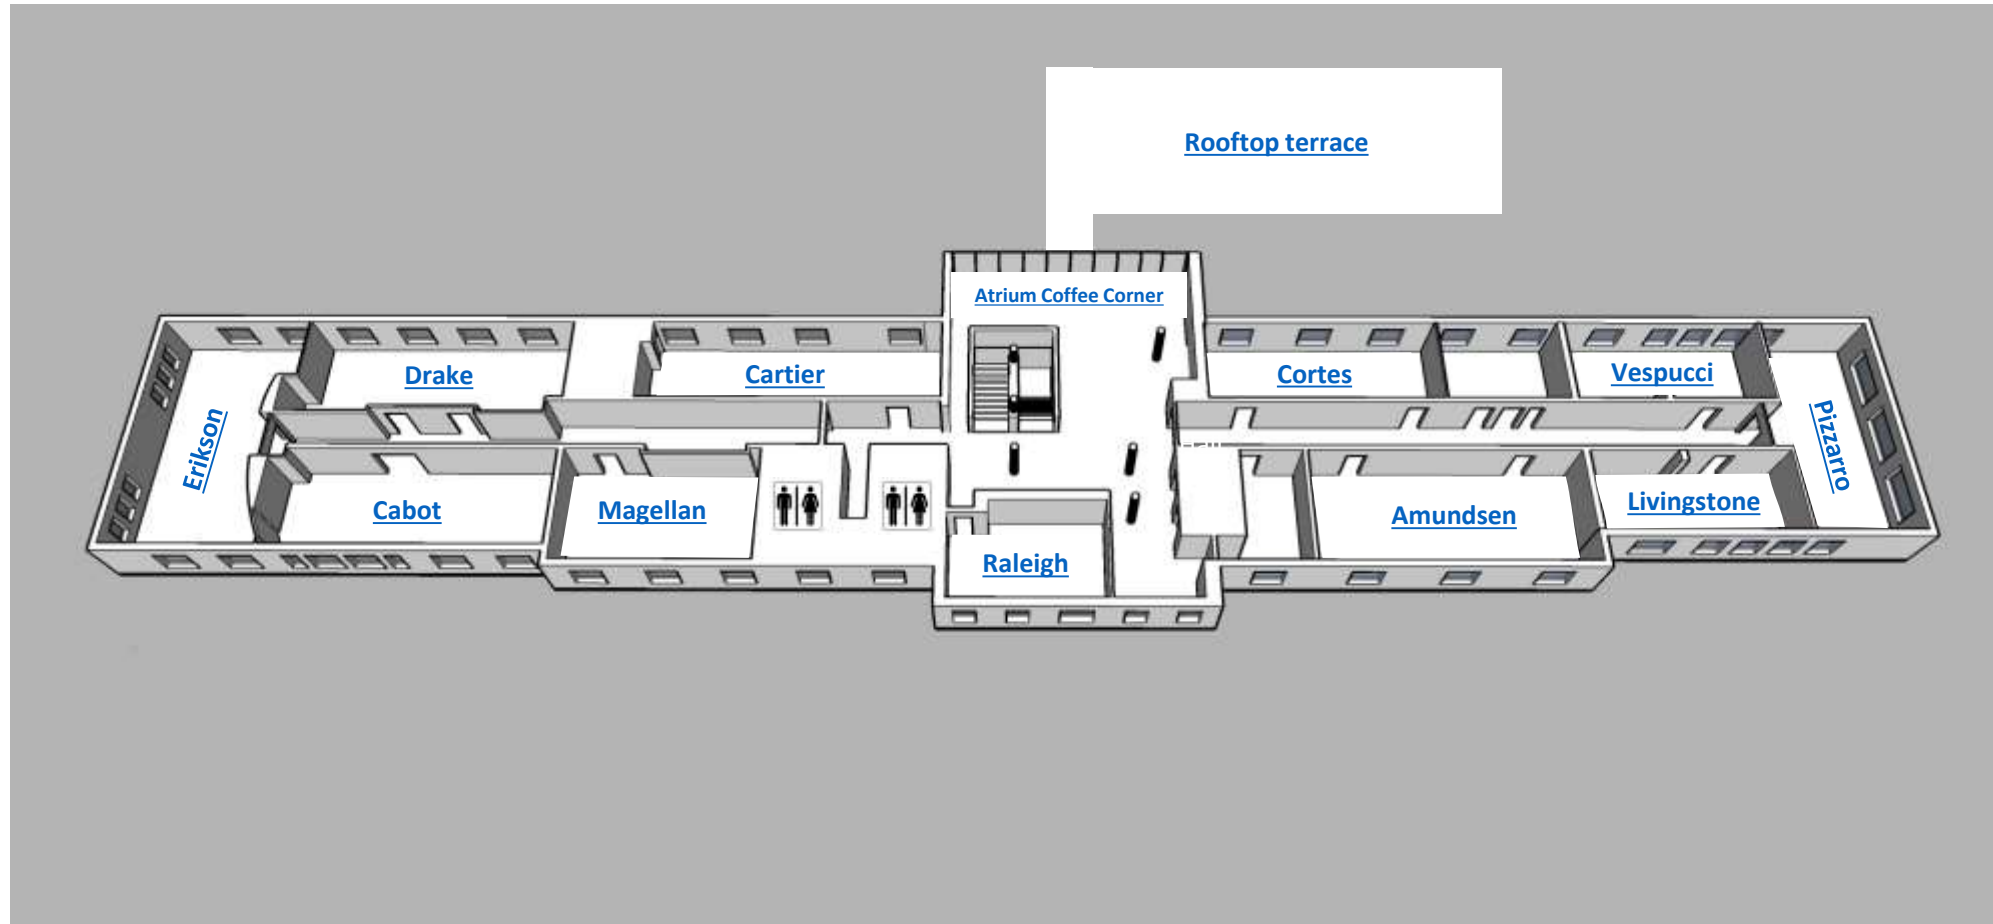 Rooftop terrace
Atrium Coffee Corner
Drake
Cartier
Cortes
Vespucci
Erikson
Pizzarro
Cabot
Magellan
Raleigh
Amundsen
Livingstone